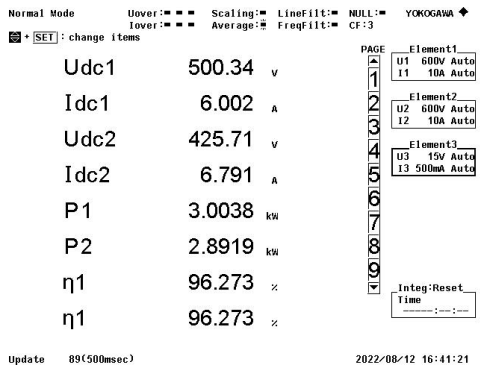 Normal Mode Uover: Scaling: LineFilt: NULL: YOKOGAWA
Iover: Average: FreqFilt: CF:3
+ SET : change items
PAGE
Udc1 500.34 V
Idc1 6.002 A
Udc2 425.71 V
Idc2 6.791 A
P1 3.0038 kW
P2 2.8919 kW
η1 96.273 %
η1 96.273 %
1
2
3
4
5
6
7
8
9
Element1
U1 600V Auto
I1 10A Auto
Element2
U2 600V Auto
I2 10A Auto
Element3
U3 15V Auto
I3 500mA Auto
Integ:Reset
Time
-----:--:--
Update 89(500msec) 2022/08/12 16:41:21